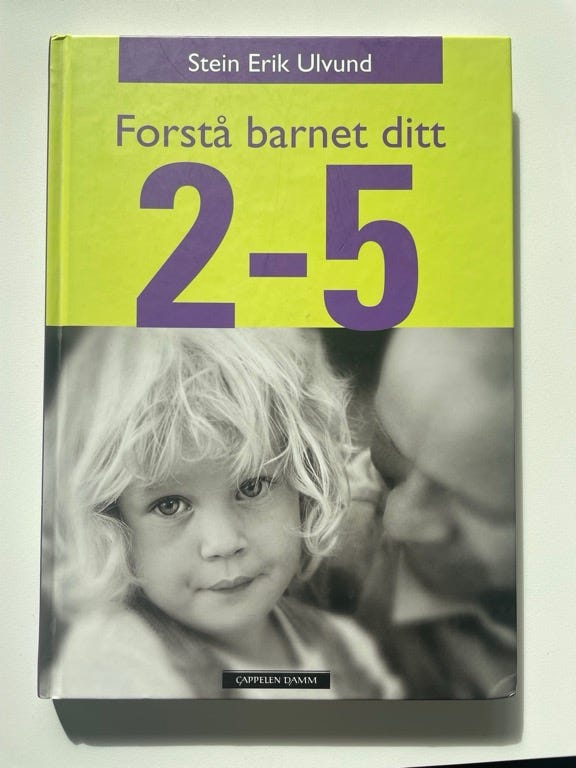 Stein Erik Ulvund
Forstå barnet ditt
2-5
CAPPELEN DAMM